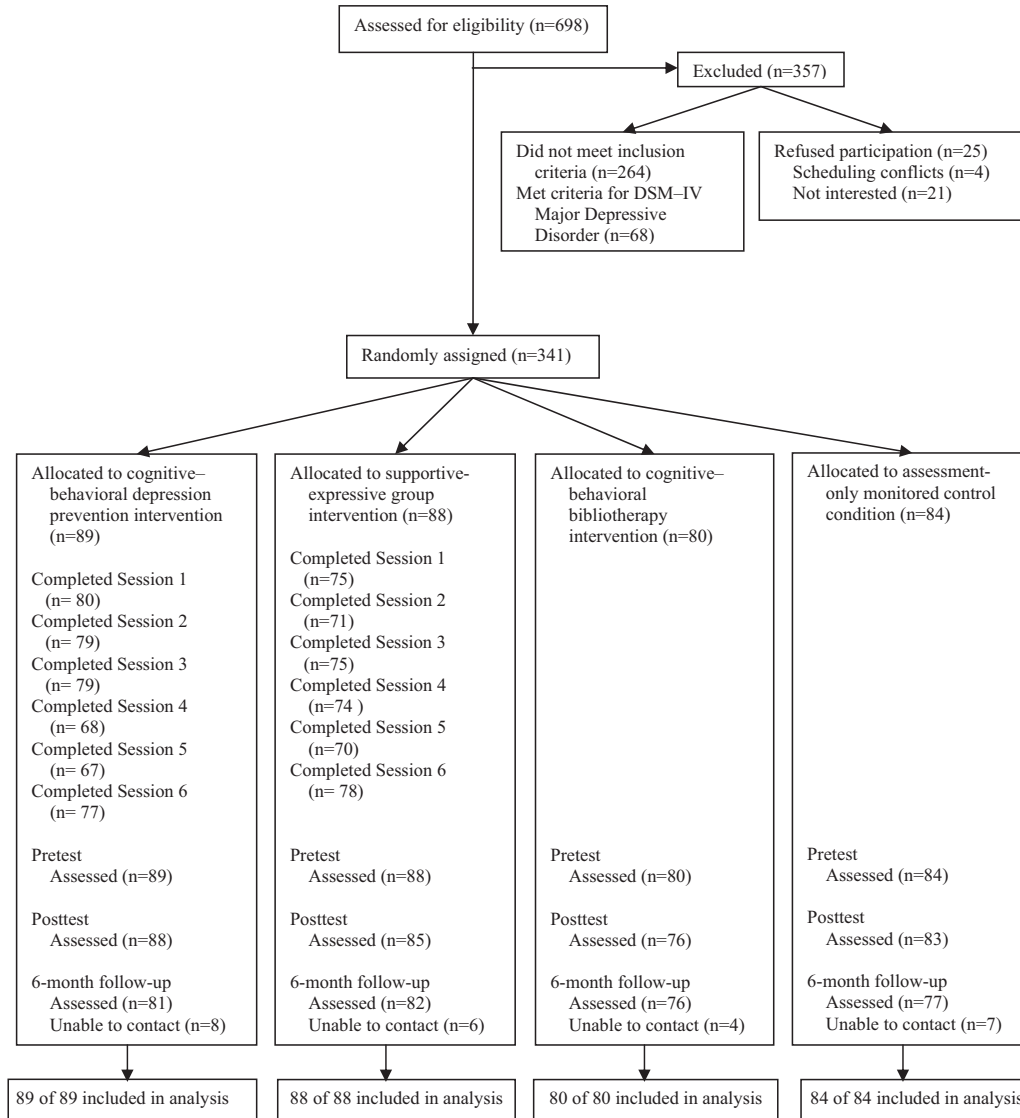 Assessed for eligibility (n=698)
Excluded (n=357)
Did not meet inclusion
criteria (n=264)
Met criteria for DSM–IV
Major Depressive
Disorder (n=68)
Refused participation (n=25)
Scheduling conflicts (n=4)
Not interested (n=21)
Randomly assigned (n=341)
Allocated to cognitive–
behavioral depression
prevention intervention
(n=89)
Completed Session 1
(n= 80)
Completed Session 2
(n= 79)
Completed Session 3
(n= 79)
Completed Session 4
(n= 68)
Completed Session 5
(n= 67)
Completed Session 6
(n= 77)
Pretest
Assessed (n=89)
Posttest
Assessed (n=88)
6-month follow-up
Assessed (n=81)
Unable to contact (n=8)
89 of 89 included in analysis
Allocated to supportive-
expressive group
intervention (n=88)
Completed Session 1
(n=75)
Completed Session 2
(n=71)
Completed Session 3
(n=75)
Completed Session 4
(n=74 )
Completed Session 5
(n=70)
Completed Session 6
(n= 78)
Pretest
Assessed (n=88)
Posttest
Assessed (n=85)
6-month follow-up
Assessed (n=82)
Unable to contact (n=6)
88 of 88 included in analysis
Allocated to cognitive–
behavioral
bibliotherapy
intervention (n=80)
Pretest
Assessed (n=80)
Posttest
Assessed (n=76)
6-month follow-up
Assessed (n=76)
Unable to contact (n=4)
80 of 80 included in analysis
Allocated to assessment-
only monitored control
condition (n=84)
Pretest
Assessed (n=84)
Posttest
Assessed (n=83)
6-month follow-up
Assessed (n=77)
Unable to contact (n=7)
84 of 84 included in analysis